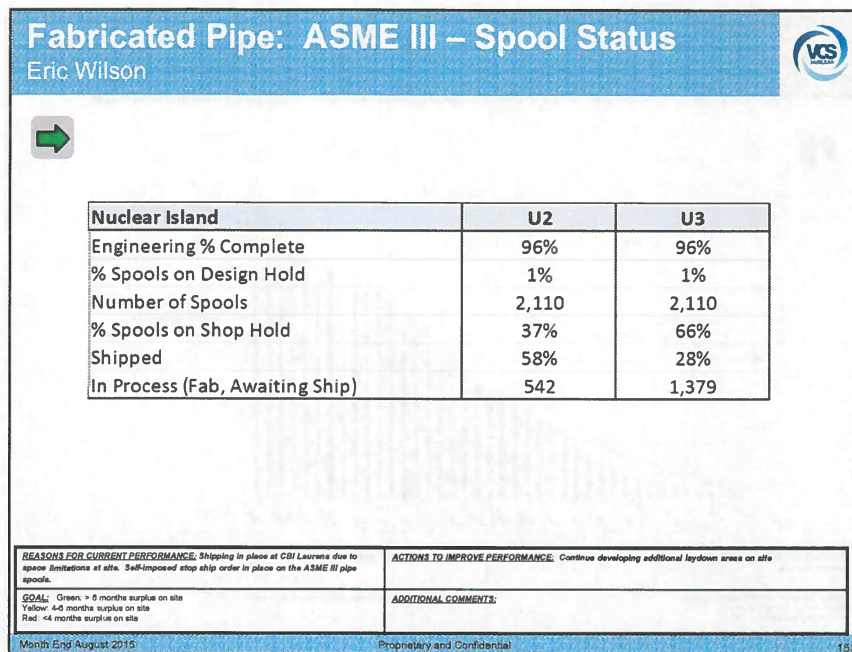 Fabricated Pipe: ASME III – Spool Status
Eric Wilson
VCS
Nuclear Island U2 U3
Engineering % Complete 96% 96%
% Spools on Design Hold 1% 1%
Number of Spools 2,110 2,110
% Spools on Shop Hold 37% 66%
Shipped 58% 28%
In Process (Fab, Awaiting Ship) 542 1,379
REASONS FOR CURRENT PERFORMANCE: Shipping in place at CBI Laurens due to
space limitations at site. Self-imposed stop ship order in place on the ASME III pipe
spools.
ACTIONS TO IMPROVE PERFORMANCE: Continue developing additional laydown areas on site
GOAL: Green: > 6 months surplus on site
Yellow: 4-6 months surplus on site
Red: <4 months surplus on site
ADDITIONAL COMMENTS:
Month End August 2015 Proprietary and Confidential